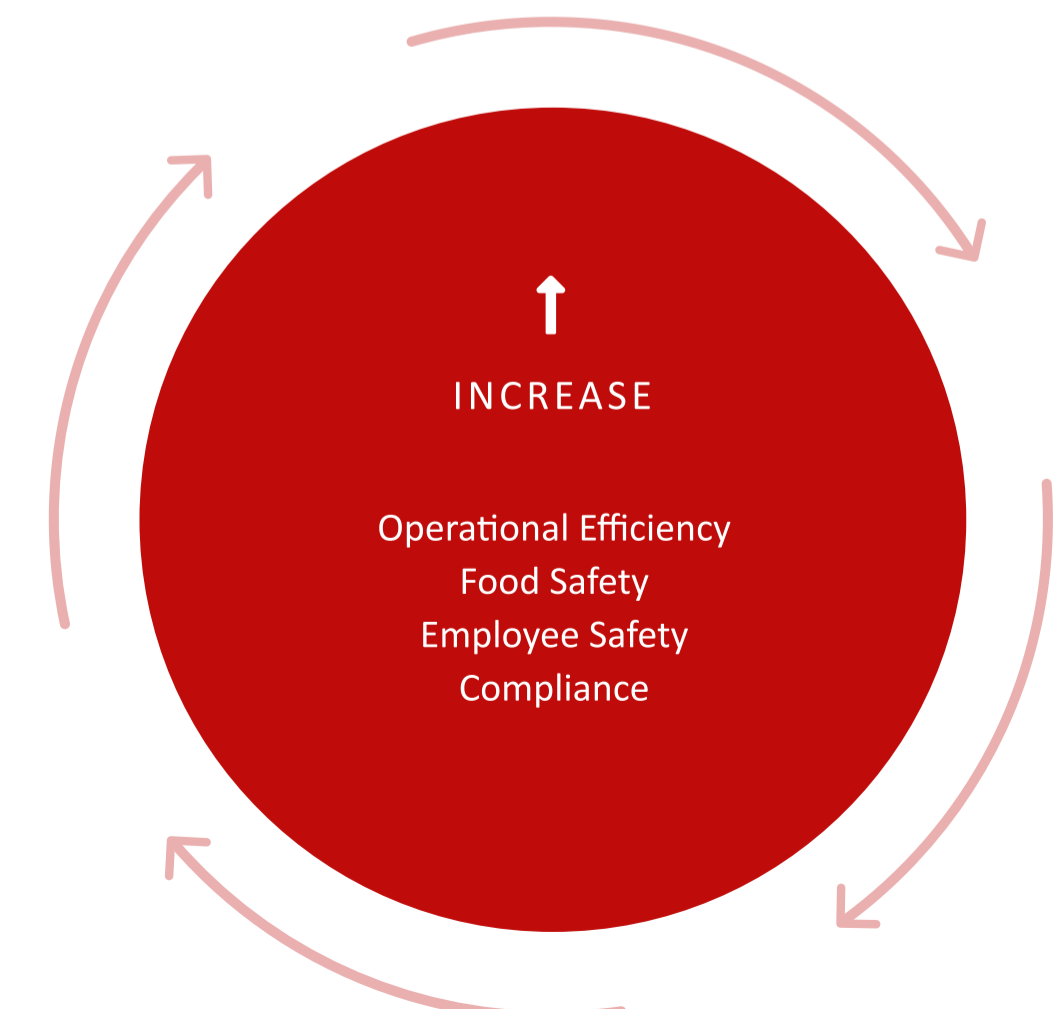 INCREASE
Operational Efficiency
Food Safety
Employee Safety
Compliance